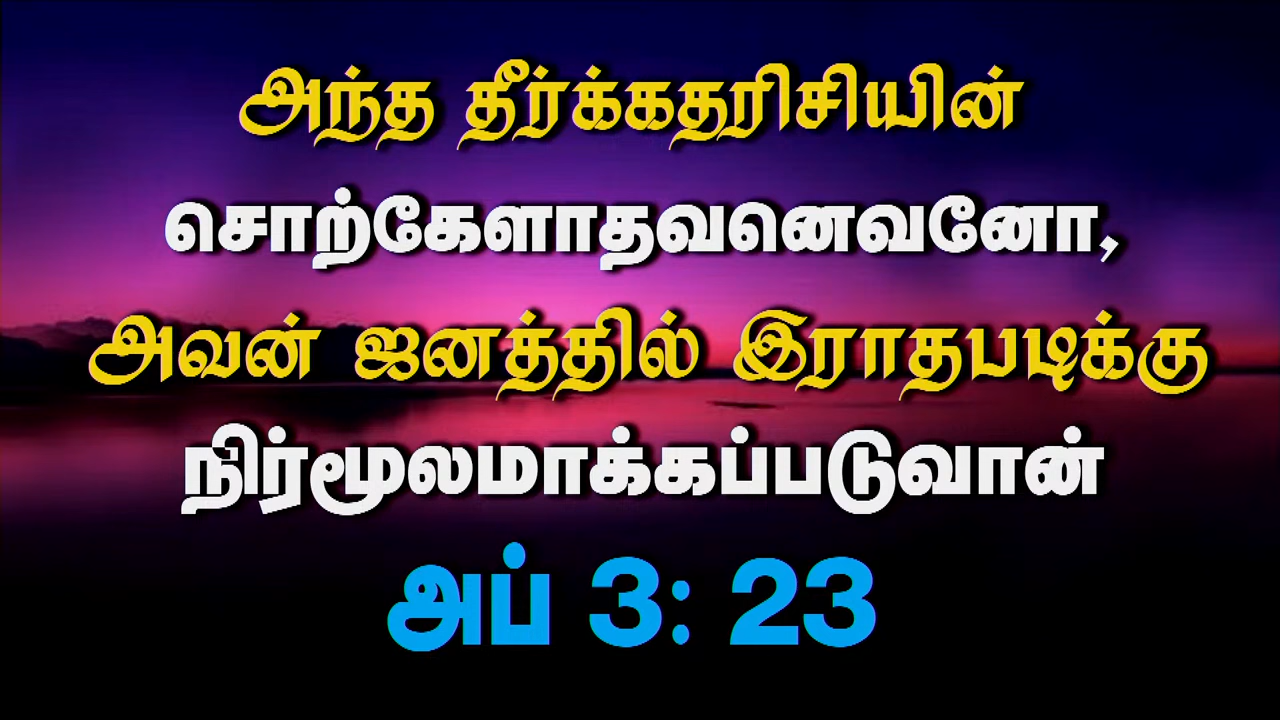 அந்த தீர்க்கதரிசியின்
சொற்கேளாதவனெவனோ,
அவன் ஜனத்தில் இராதபடிக்கு
நிர்மூலமாக்கப்படுவான்
அப் 3: 23